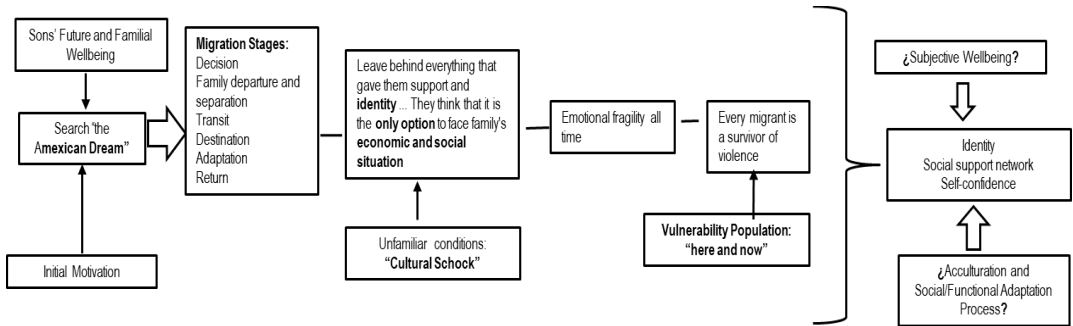 Sons' Future and Familial
Wellbeing
Search "the
Amexican Dream"
Initial Motivation
Migration Stages:
Decision
Family departure and
separation
Transit
Destination
Adaptation
Return
Leave behind everything that
gave them support and
identity ... They think that it is
the only option to face family's
economic and social
situation
Unfamiliar conditions:
"Cultural Schock"
Emotional fragility all
time
Every migrant is
a survivor of
violence
Vulnerability Population:
"here and now"
¿Subjective Wellbeing?
Identity
Social support network
Self-confidence
¿Acculturation and
Social/Functional Adaptation
Process?